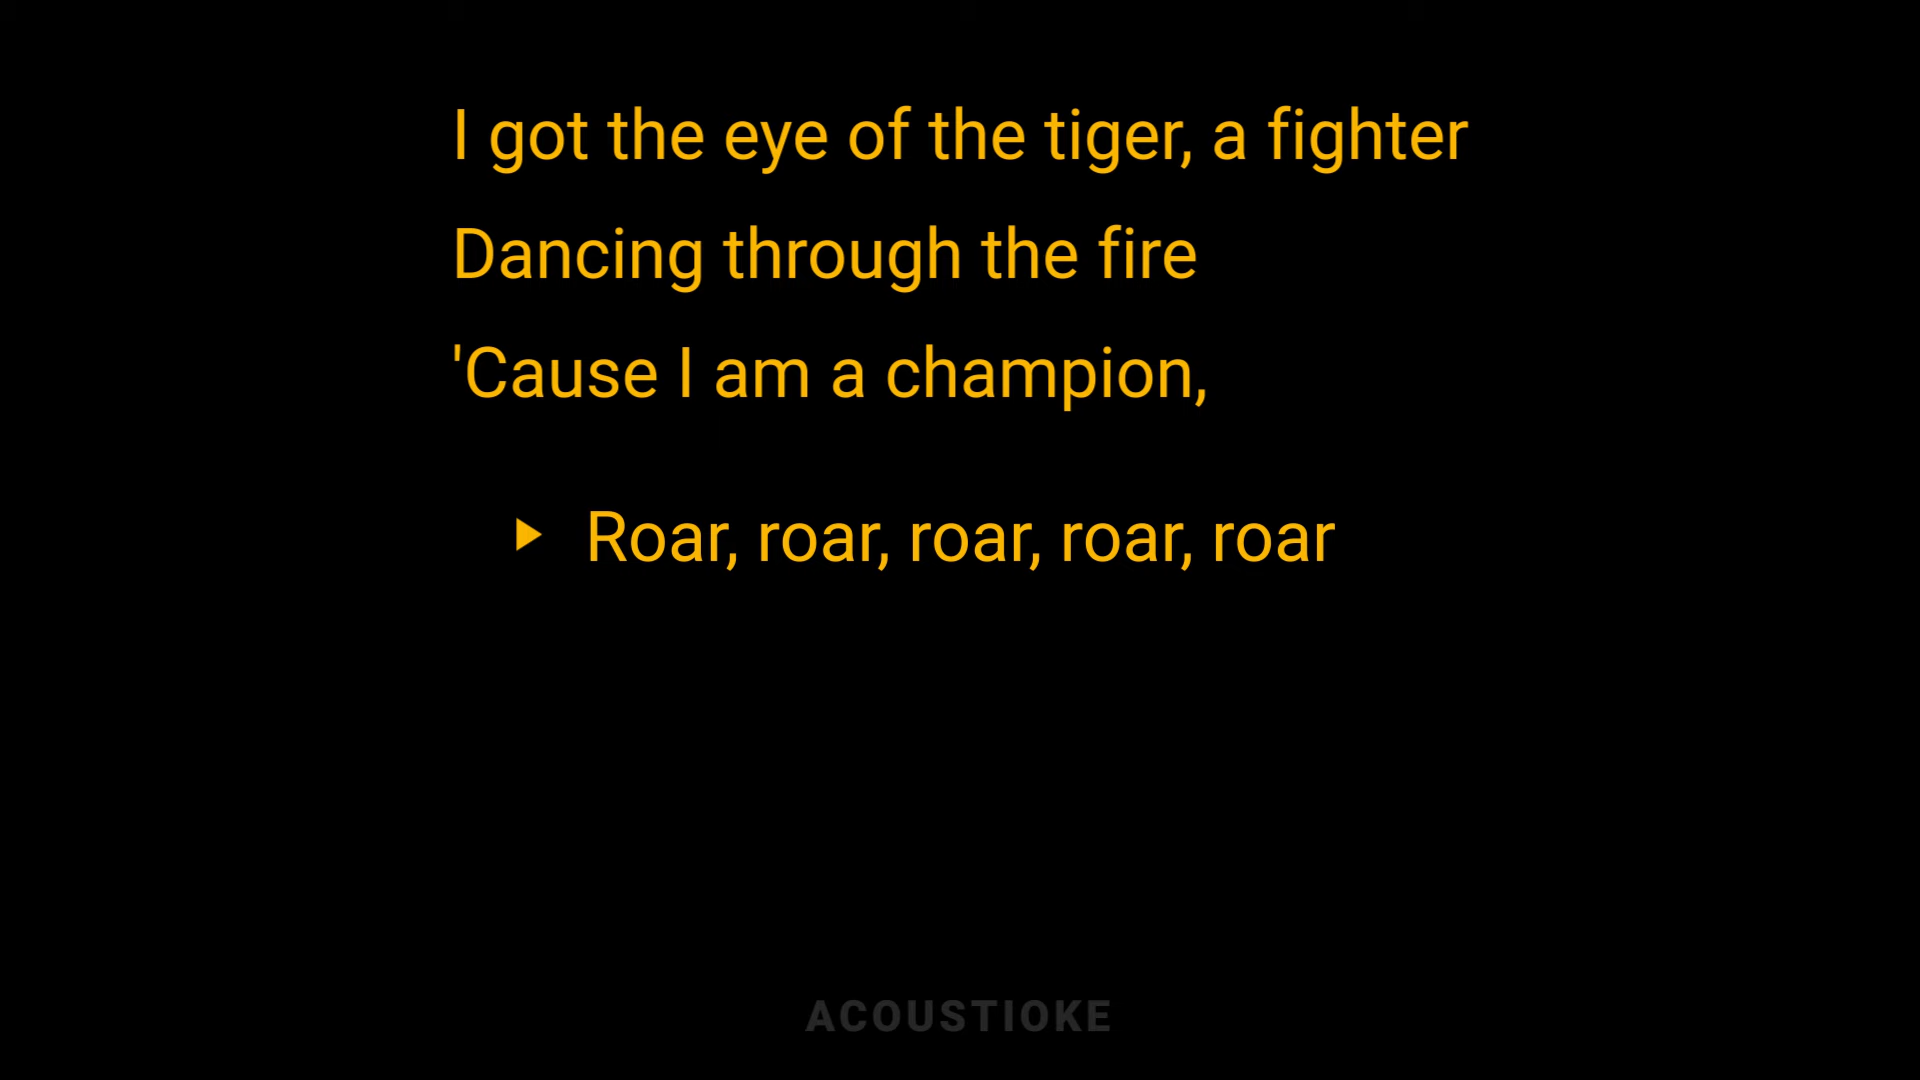 I got the eye of the tiger, a fighter
Dancing through the fire
'Cause I am a champion,
Roar, roar, roar, roar, roar
ACOUSTIOKE